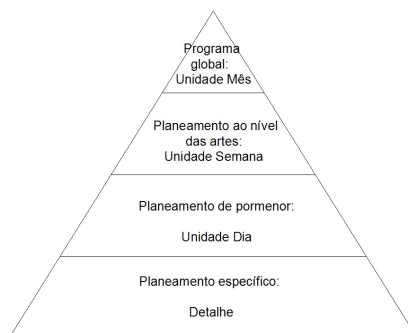 Programa
global:
Unidade Mês
Planeamento ao nível
das artes:
Unidade Semana
Planeamento de pormenor:
Unidade Dia
Planeamento específico:
Detalhe